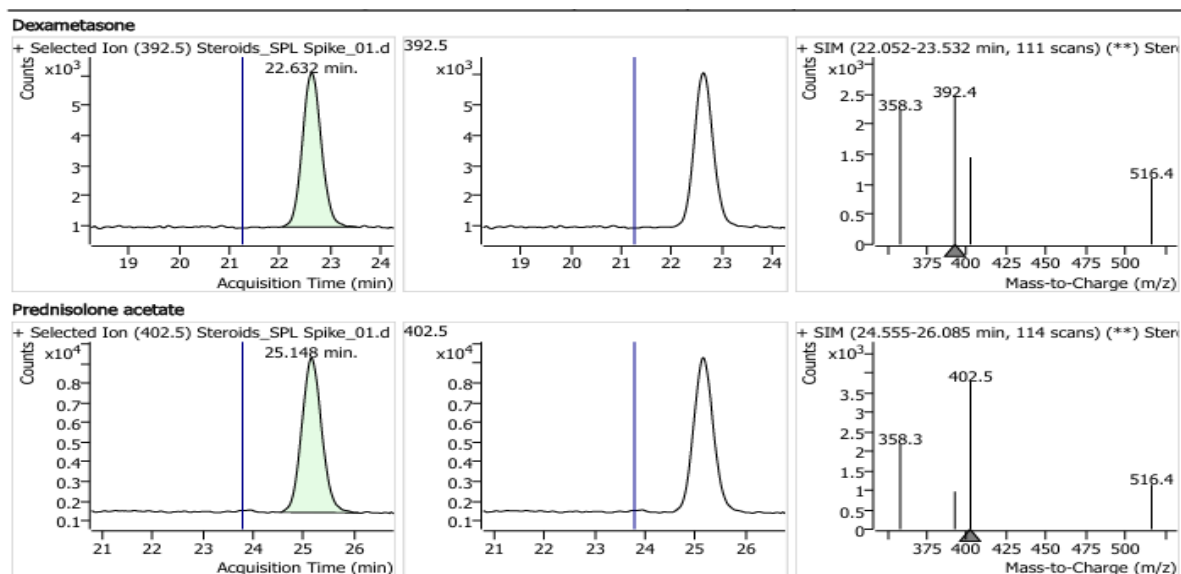 Dexametasone
+ Selected Ion (392.5) Steroids_SPL Spike_01.d
Counts
x10³
22.632 min.
5
4
3
2
1
19 20 21 22 23 24
Acquisition Time (min)
392.5
x10³
5
4
3
2
1
19 20 21 22 23 24
+ SIM (22.052-23.532 min, 111 scans) (**) Ster
Counts
x10³
2.5
2
1.5
1
0.5
0
358.3
392.4
516.4
375 400 425 450 475 500
Mass-to-Charge (m/z)
Prednisolone acetate
+ Selected Ion (402.5) Steroids_SPL Spike_01.d
Counts
x10⁴
25.148 min.
0.8
0.7
0.6
0.5
0.4
0.3
0.2
0.1
21 22 23 24 25 26
Acquisition Time (min)
402.5
x10⁴
0.8
0.7
0.6
0.5
0.4
0.3
0.2
0.1
21 22 23 24 25 26
+ SIM (24.555-26.085 min, 114 scans) (**) Ster
Counts
x10³
3.5
3
2.5
2
1.5
1
0.5
0
402.5
358.3
516.4
375 400 425 450 475 500
Mass-to-Charge (m/z)